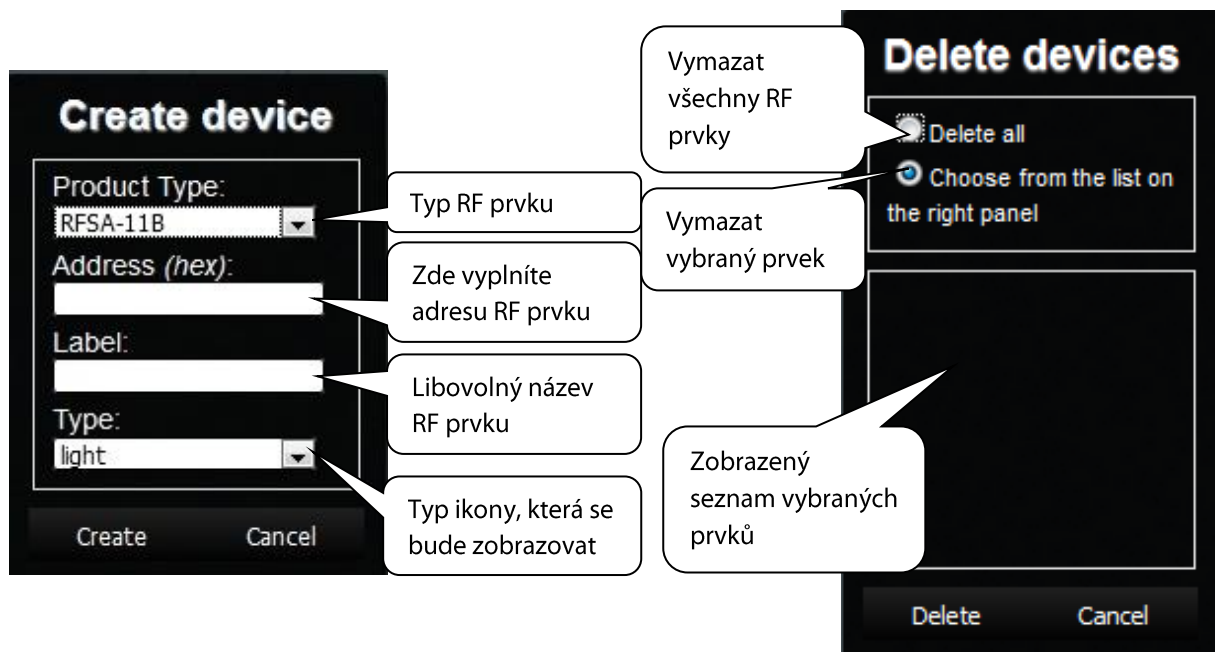 Create device
Product Type:
RFSA-11B
Address (hex):
Label:
Type:
light
Create Cancel
Typ RF prvku
Zde vyplníte
adresu RF prvku
Libovolný název
RF prvku
Typ ikony, která se
bude zobrazovat
Delete devices
Delete all
Choose from the list on
the right panel
Delete Cancel
Vymazat
všechny RF
prvky
Vymazat
vybraný prvek
Zobrazený
seznam vybraných
prvků